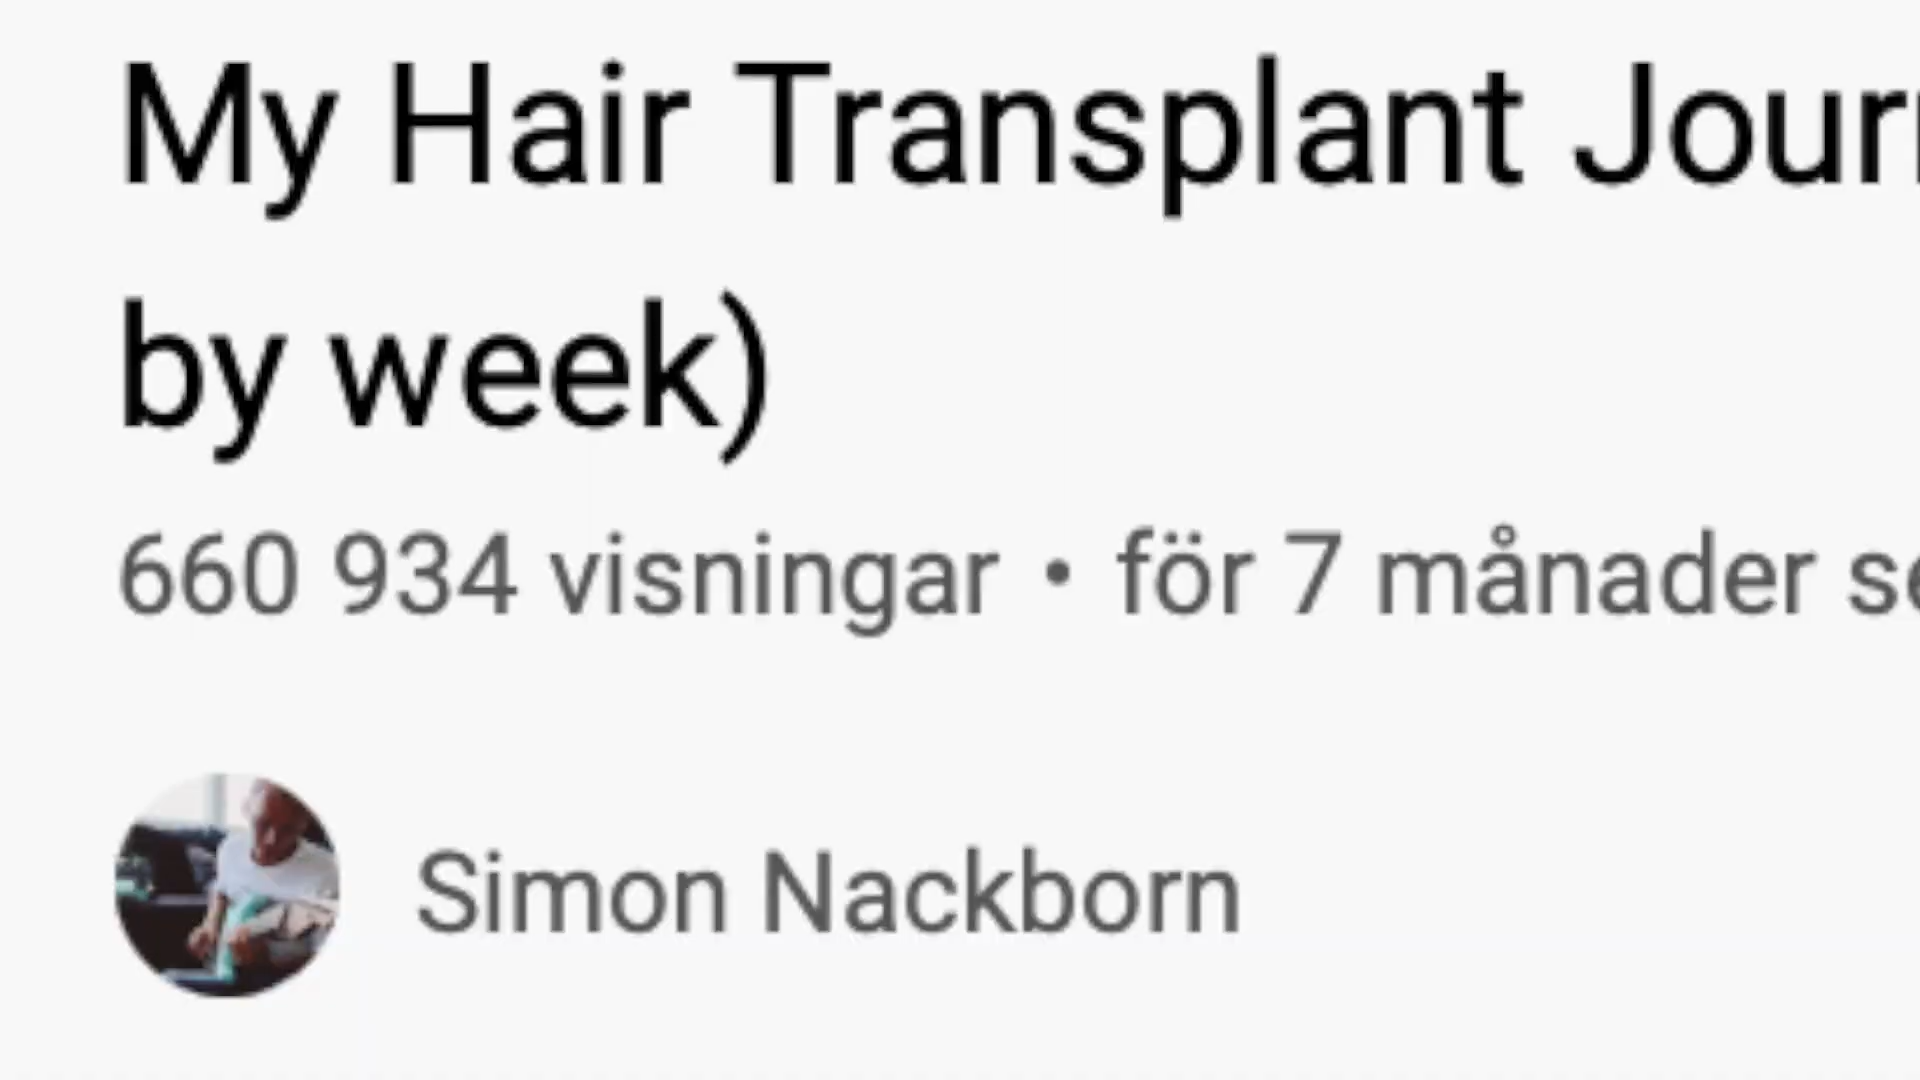 My Hair Transplant Jour
by week)
660 934 visningar • för 7 månader
Simon Nackborn